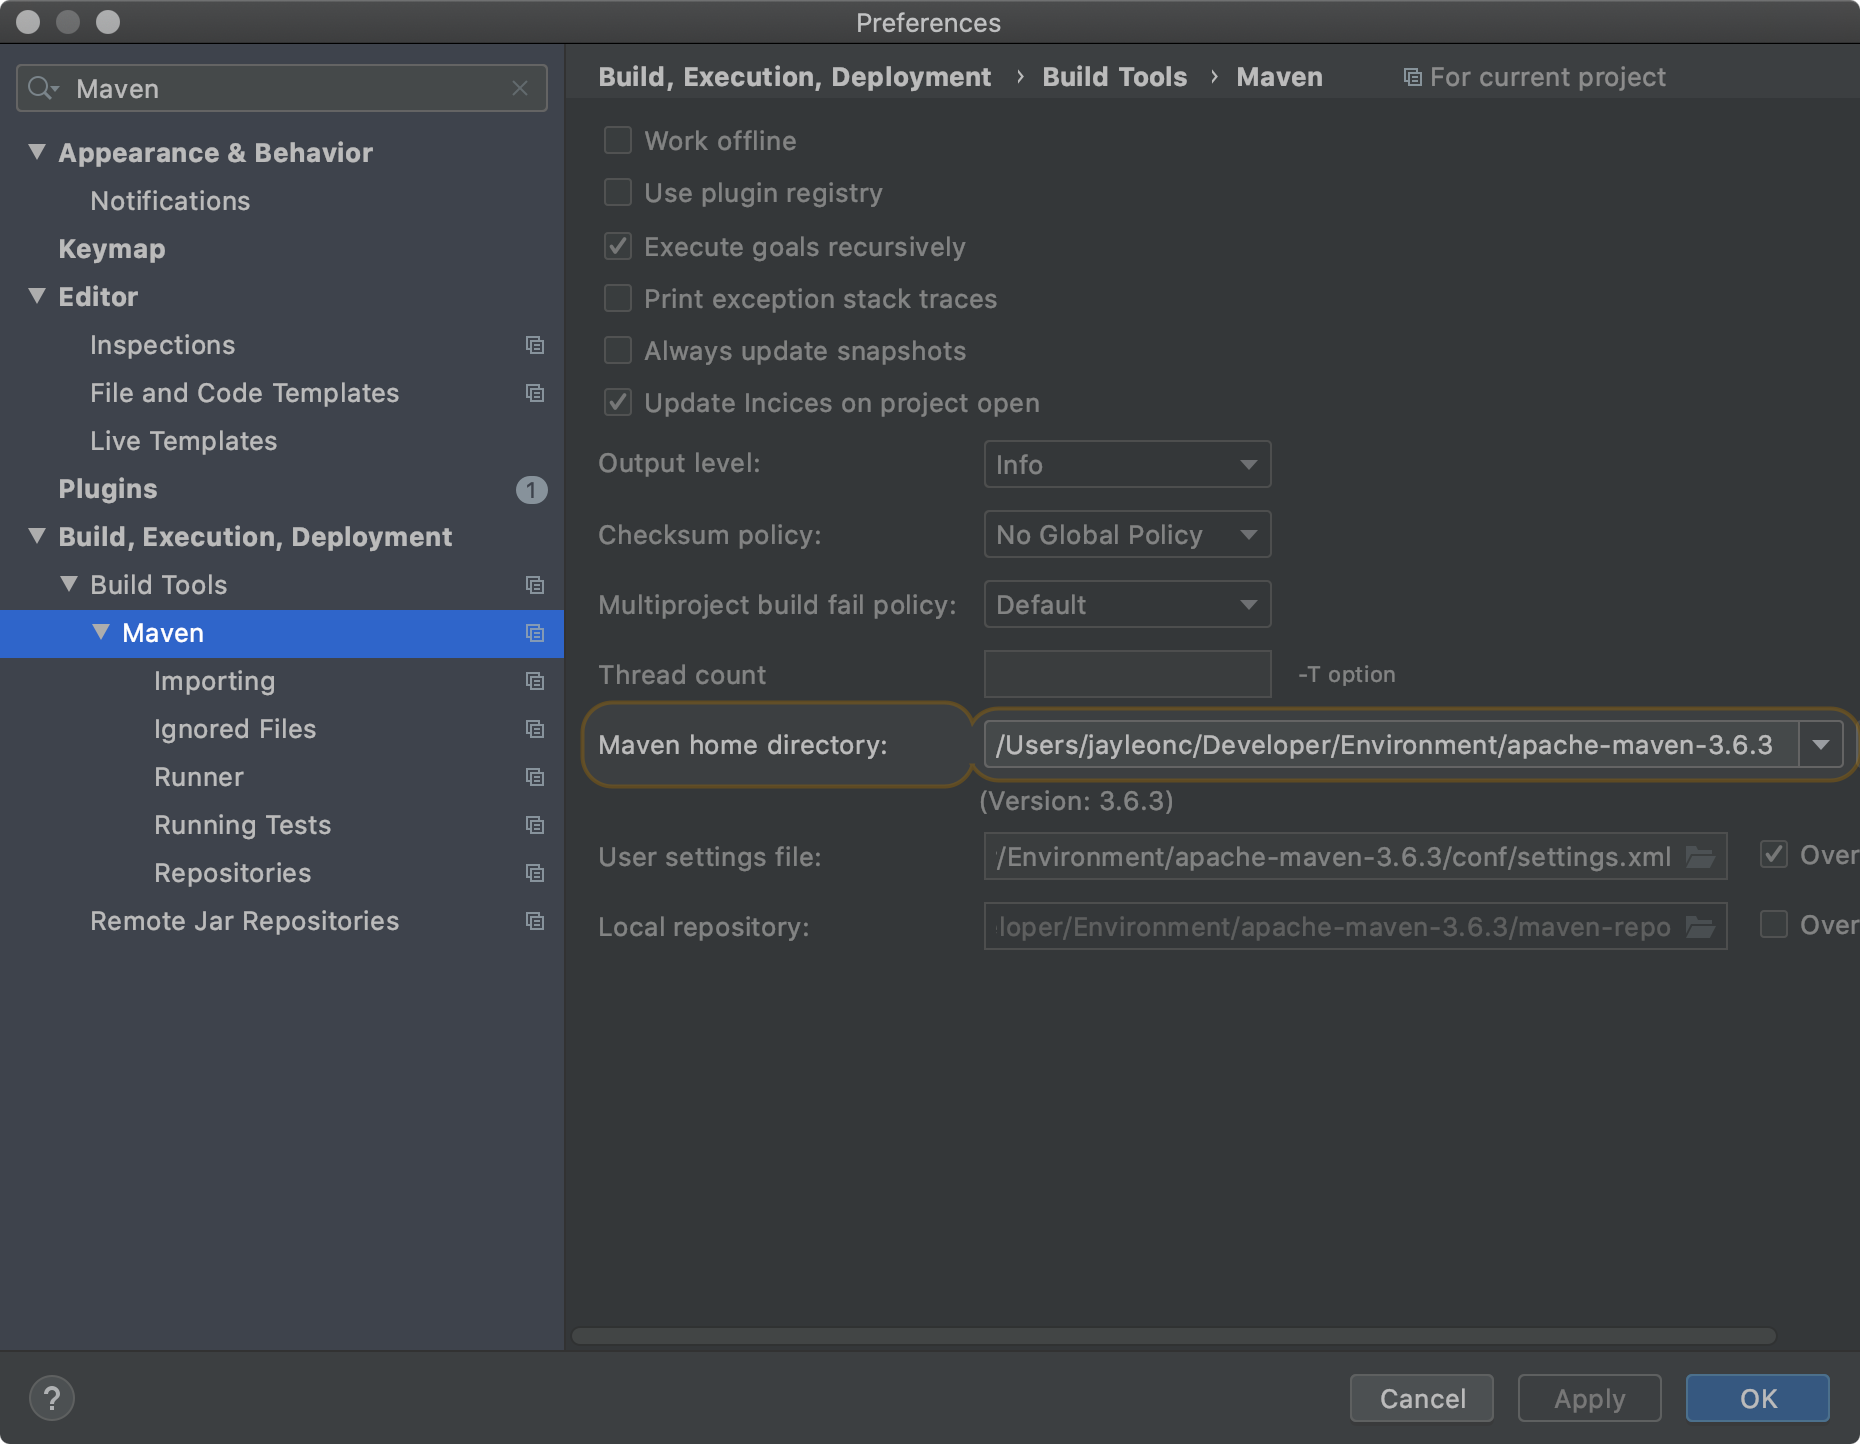 Preferences
Maven
Appearance & Behavior
Notifications
Keymap
Editor
Inspections
File and Code Templates
Live Templates
Plugins 1
Build, Execution, Deployment
Build Tools
Maven
Importing
Ignored Files
Runner
Running Tests
Repositories
Remote Jar Repositories
Build, Execution, Deployment › Build Tools › Maven For current project
Work offline
Use plugin registry
Execute goals recursively
Print exception stack traces
Always update snapshots
Update Incices on project open
Output level: Info
Checksum policy: No Global Policy
Multiproject build fail policy: Default
Thread count -T option
Maven home directory: /Users/jayleonc/Developer/Environment/apache-maven-3.6.3
(Version: 3.6.3)
User settings file: /Environment/apache-maven-3.6.3/conf/settings.xml Over
Local repository: loper/Environment/apache-maven-3.6.3/maven-repo Over
? Cancel Apply OK